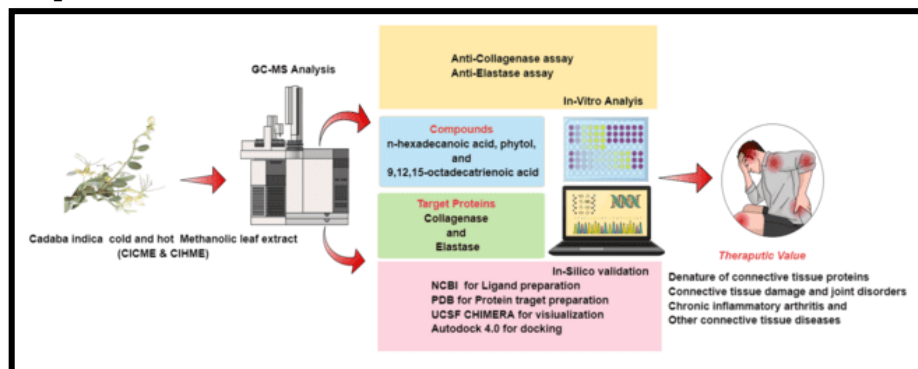 GC-MS Analysis
Cadaba indica cold and hot Methanolic leaf extract
(CICME & CIHME)
Anti-Collagenase assay
Anti-Elastase assay
In-Vitro Analyis
Compounds
n-hexadecanoic acid, phytol,
and
9,12,15-octadecatrienoic acid
Target Proteins
Collagenase
and
Elastase
In-Silico validation
NCBI for Ligand preparation
PDB for Protein traget preparation
UCSF CHIMERA for visiualization
Autodock 4.0 for docking
Theraputic Value
Denature of connective tissue proteins
Connective tissue damage and joint disorders
Chronic inflammatory arthritis and
Other connective tissue diseases